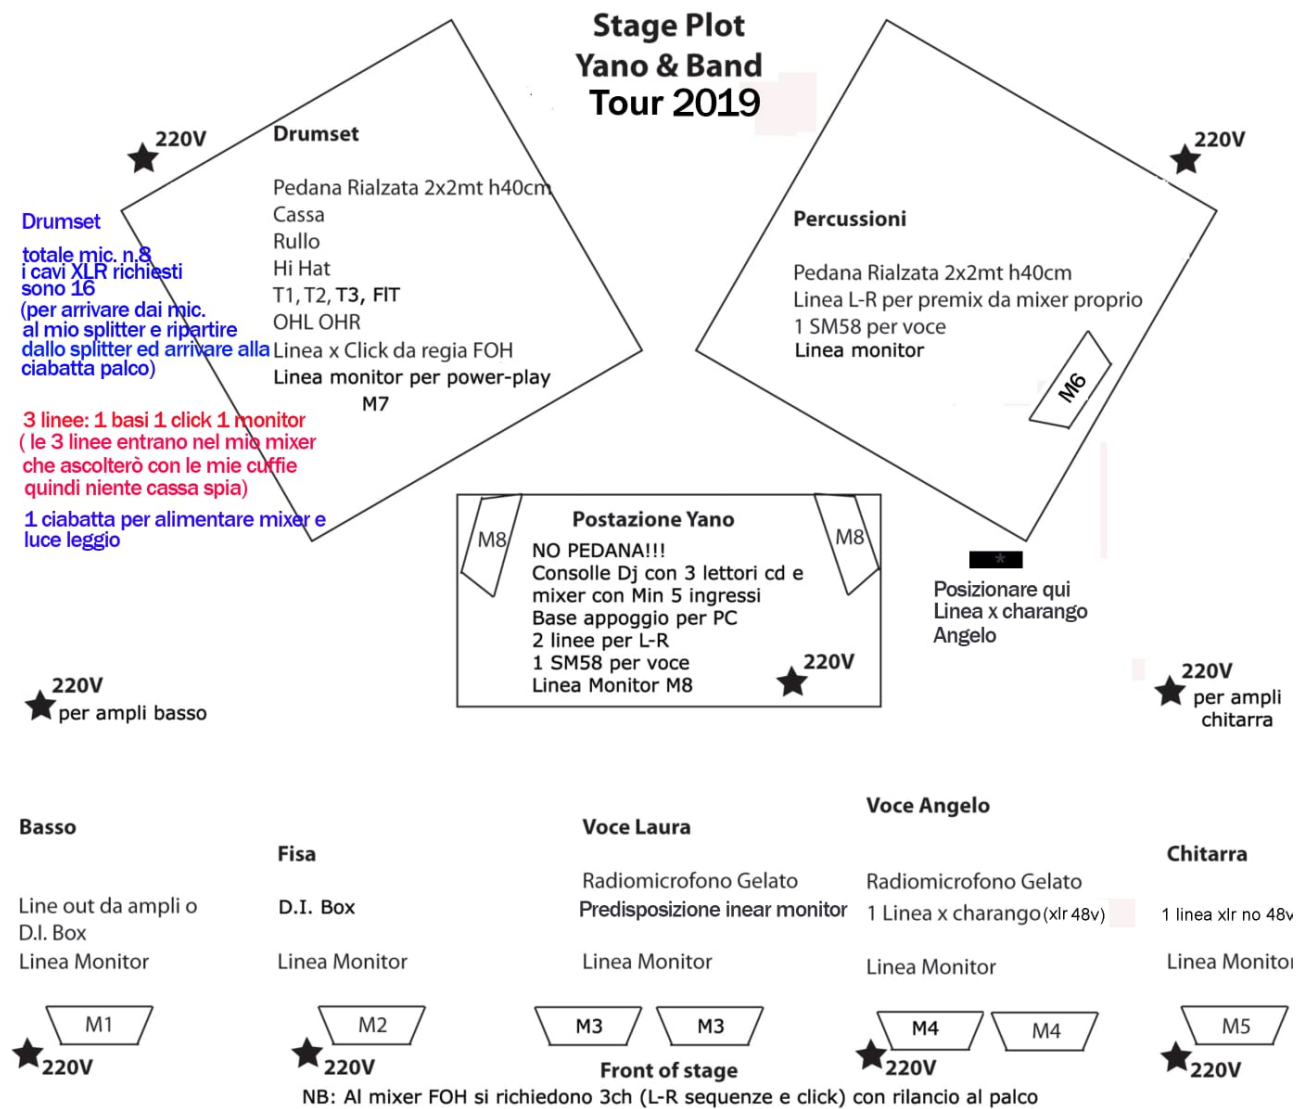 Stage Plot
Yano & Band
Tour 2019
220V
Drumset
Pedana Rialzata 2x2mt h40cm
Cassa
Rullo
Hi Hat
T1, T2, T3, FIT
OHL OHR
Linea x Click da regia FOH
Linea monitor per power-play
M7
Drumset
totale mic. n.8
i cavi XLR richiesti
sono 16
(per arrivare dai mic.
al mio splitter e ripartire
dallo splitter ed arrivare alla
ciabatta palco)
3 linee: 1 basi 1 click 1 monitor
( le 3 linee entrano nel mio mixer
che ascolterò con le mie cuffie
quindi niente cassa spia)
1 ciabatta per alimentare mixer e
luce leggio
220V
Percussioni
Pedana Rialzata 2x2mt h40cm
Linea L-R per premix da mixer proprio
1 SM58 per voce
Linea monitor
M6
Postazione Yano
M8
M8
NO PEDANA!!!
Consolle Dj con 3 lettori cd e
mixer con Min 5 ingressi
Base appoggio per PC
2 linee per L-R
1 SM58 per voce
Linea Monitor M8
220V
*
Posizionare qui
Linea x charango
Angelo
220V
per ampli basso
220V
per ampli
chitarra
Basso
Line out da ampli o
D.I. Box
Linea Monitor
M1
220V
Fisa
D.I. Box
Linea Monitor
M2
220V
Voce Laura
Radiomicrofono Gelato
Predisposizione inear monitor
Linea Monitor
M3
M3
Voce Angelo
Radiomicrofono Gelato
1 Linea x charango (xlr 48v)
Linea Monitor
M4
M4
220V
Chitarra
1 linea xlr no 48v
Linea Monitor
M5
220V
Front of stage
NB: Al mixer FOH si richiedono 3ch (L-R sequenze e click) con rilancio al palco